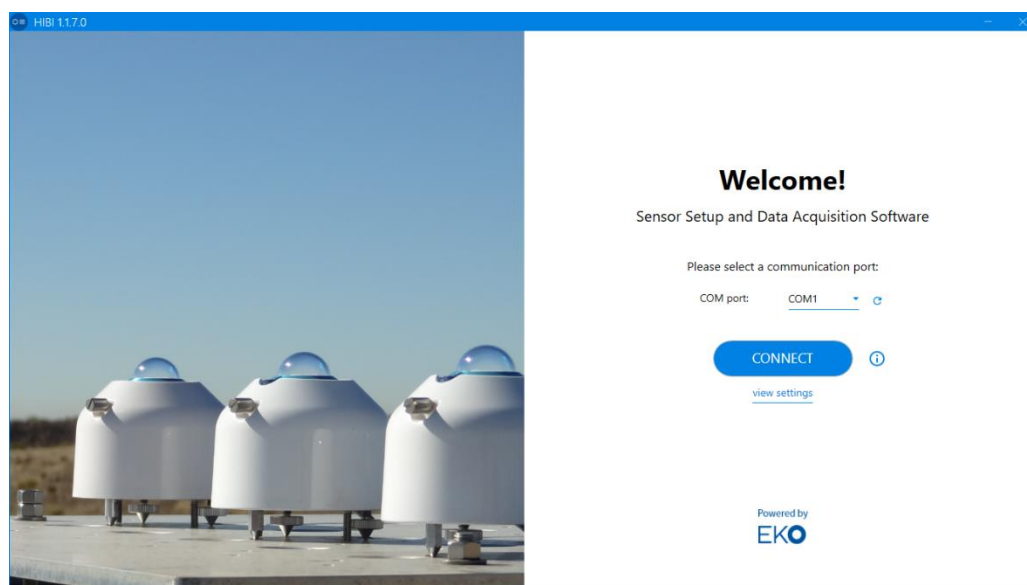 HIBI 1.1.7.0
Welcome!
Sensor Setup and Data Acquisition Software
Please select a communication port:
COM port: COM1
CONNECT
view settings
Powered by
EKO